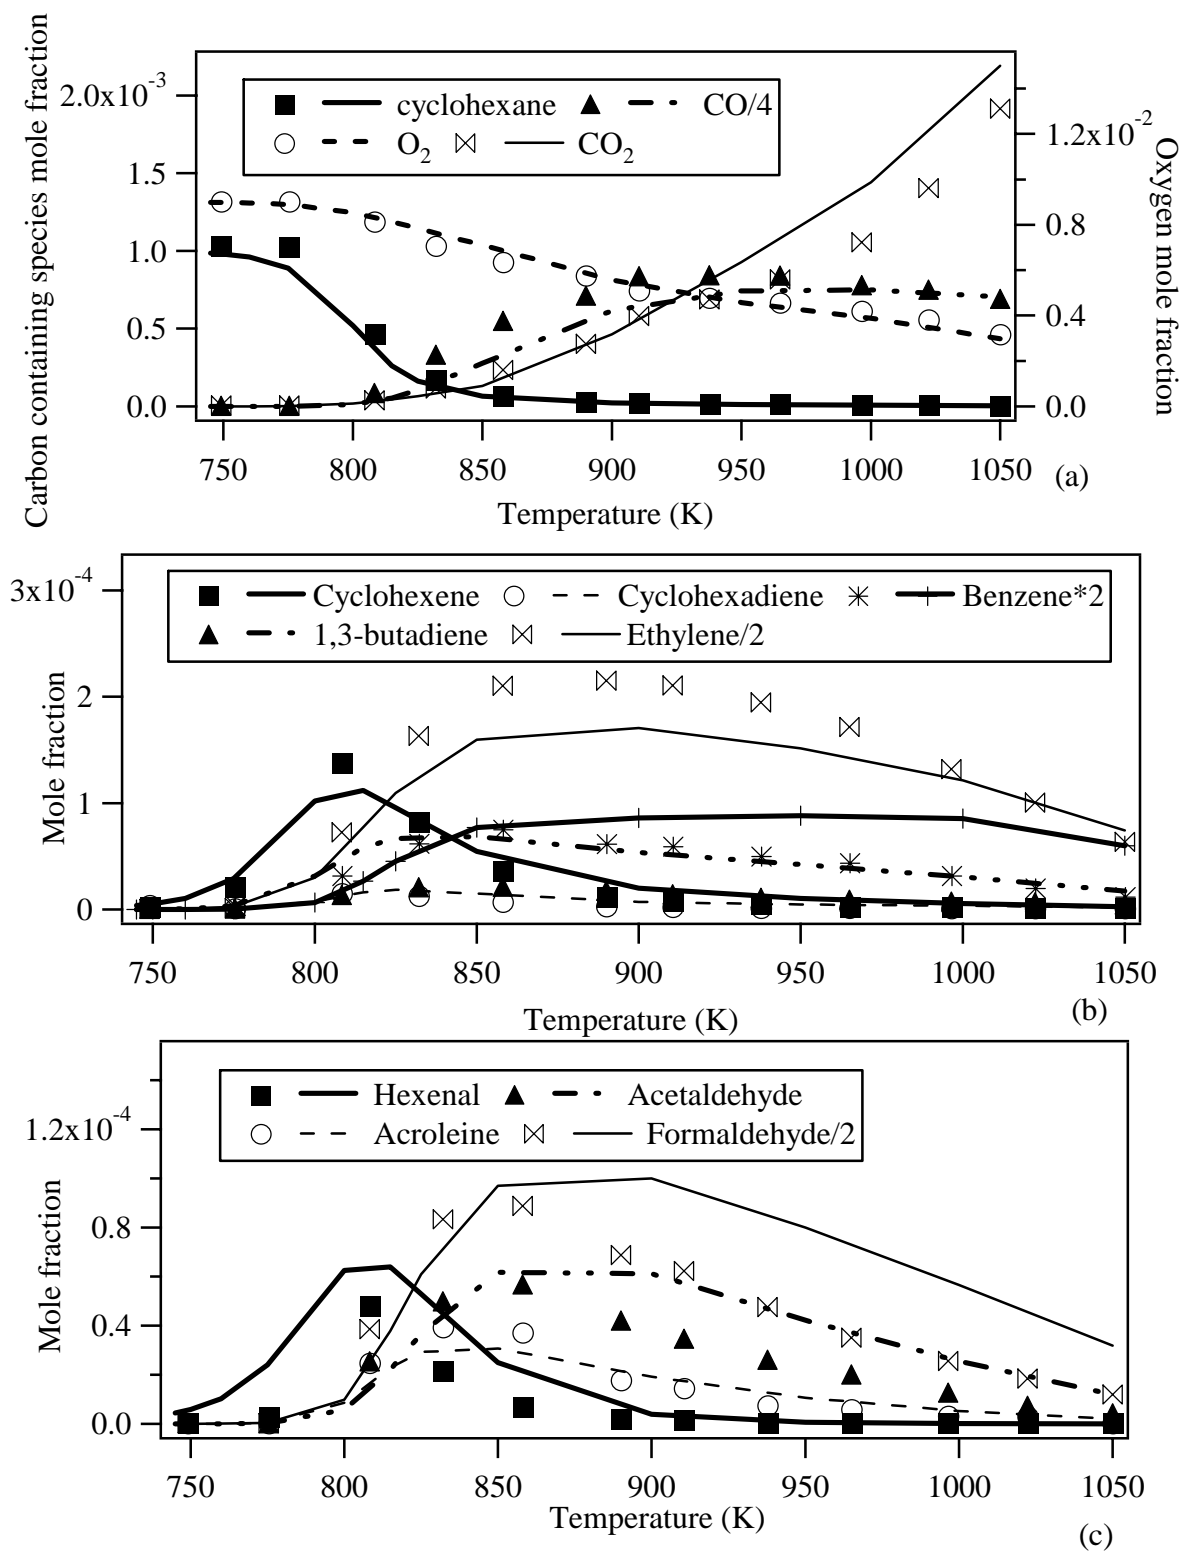 Carbon containing species mole fraction
2.0x10-3
1.5
1.0
0.5
0.0
cyclohexane CO/4
O2 CO2
1.2x10-2
0.8
0.4
0.0
Oxygen mole fraction
750 800 850 900 950 1000 1050
(a)
Temperature (K)
Mole fraction
3x10-4
2
1
0
Cyclohexene Cyclohexadiene Benzene*2
1,3-butadiene Ethylene/2
750 800 850 900 950 1000 1050
(b)
Temperature (K)
Mole fraction
1.2x10-4
0.8
0.4
0.0
Hexenal Acetaldehyde
Acroleine Formaldehyde/2
750 800 850 900 950 1000 1050
Temperature (K)
(c)